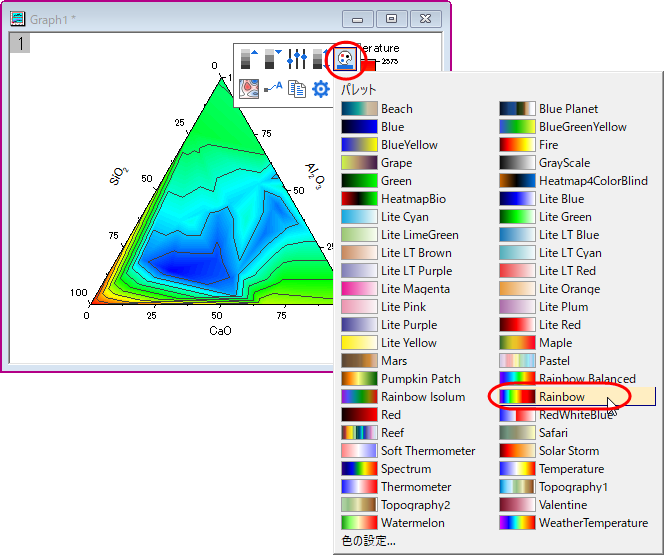 Graph1 *
1
erature
2373
パレット
Beach
Blue Planet
Blue
BlueGreenYellow
BlueYellow
Fire
Grape
GrayScale
Green
Heatmap4ColorBlind
HeatmapBio
Lite Blue
Lite Cyan
Lite Green
Lite LimeGreen
Lite LT Blue
Lite LT Brown
Lite LT Cyan
Lite LT Purple
Lite LT Red
Lite Magenta
Lite Orange
Lite Pink
Lite Plum
Lite Purple
Lite Red
Lite Yellow
Maple
Mars
Pastel
Pumpkin Patch
Rainbow Balanced
Rainbow Isolum
Rainbow
Red
RedWhiteBlue
Reef
Safari
Soft Thermometer
Solar Storm
Spectrum
Temperature
Thermometer
Topography1
Topography2
Valentine
Watermelon
WeatherTemperature
色の設定...
A
0
25
50
75
100
SiO₂
75
50
25
Al₂O₃
0
25
50
75
CaO